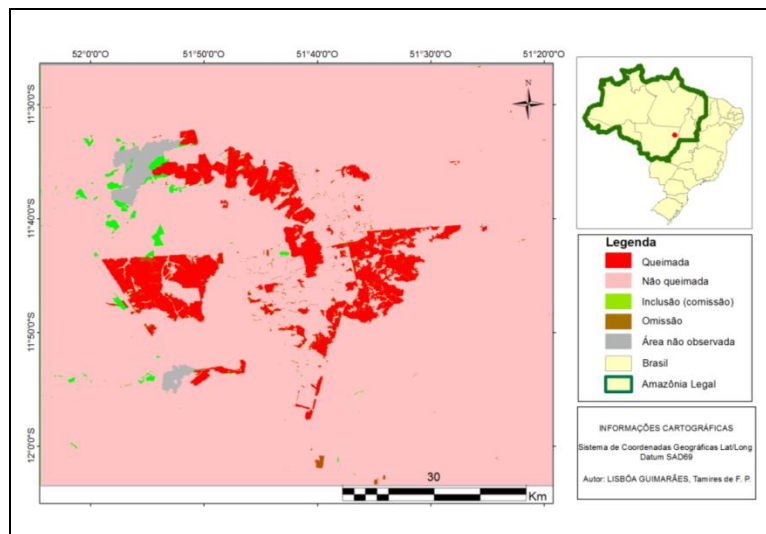 52°0'0"O 51°50'0"O 51°40'0"O 51°30'0"O 51°20'0"O
11°30'0"S
11°40'0"S
11°50'0"S
12°0'0"S
N
30
Km
Legenda
Queimada
Não queimada
Inclusão (comissão)
Omissão
Área não observada
Brasil
Amazônia Legal
INFORMAÇÕES CARTOGRÁFICAS
Sistema de Coordenadas Geográficas Lat/Long
Datum SAD69
Autor: LISBÔA GUIMARÃES, Tamires de F. P.